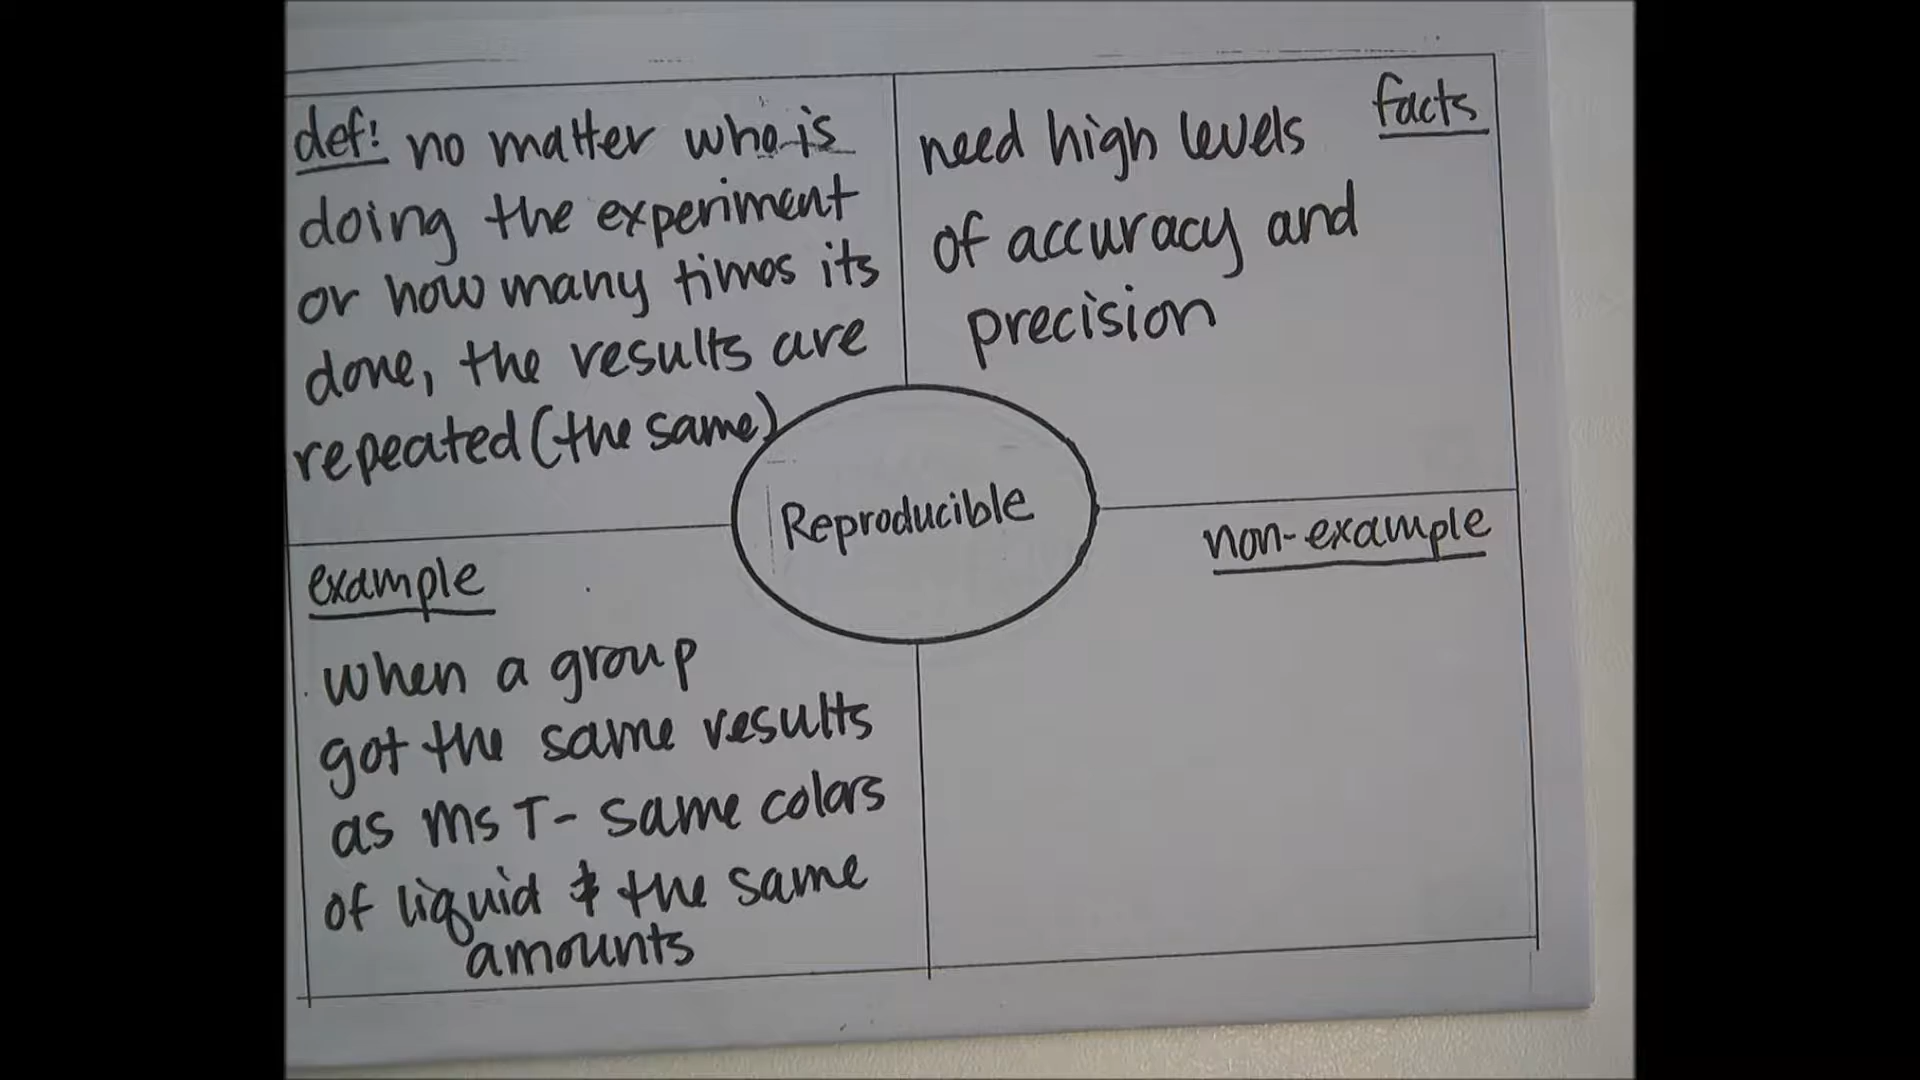 def: no matter who is
doing the experiment
or how many times its
done, the results are
repeated (the same)
facts
need high levels
of accuracy and
precision
Reproducible
example
when a group
got the same results
as Ms T- same colors
of liquid & the same
amounts
non-example